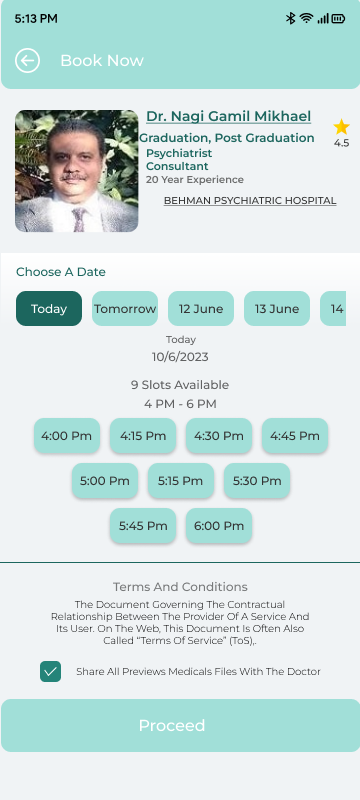 5:13 PM
Book Now
Dr. Nagi Gamil Mikhael
Graduation, Post Graduation
Psychiatrist
Consultant
20 Year Experience
4.5
BEHMAN PSYCHIATRIC HOSPITAL
Choose A Date
Today Tomorrow 12 June 13 June 14
Today
10/6/2023
9 Slots Available
4 PM - 6 PM
4:00 Pm 4:15 Pm 4:30 Pm 4:45 Pm
5:00 Pm 5:15 Pm 5:30 Pm
5:45 Pm 6:00 Pm
Terms And Conditions
The Document Governing The Contractual
Relationship Between The Provider Of A Service And
Its User. On The Web, This Document Is Often Also
Called “Terms Of Service” (ToS),.
Share All Previews Medicals Files With The Doctor
Proceed